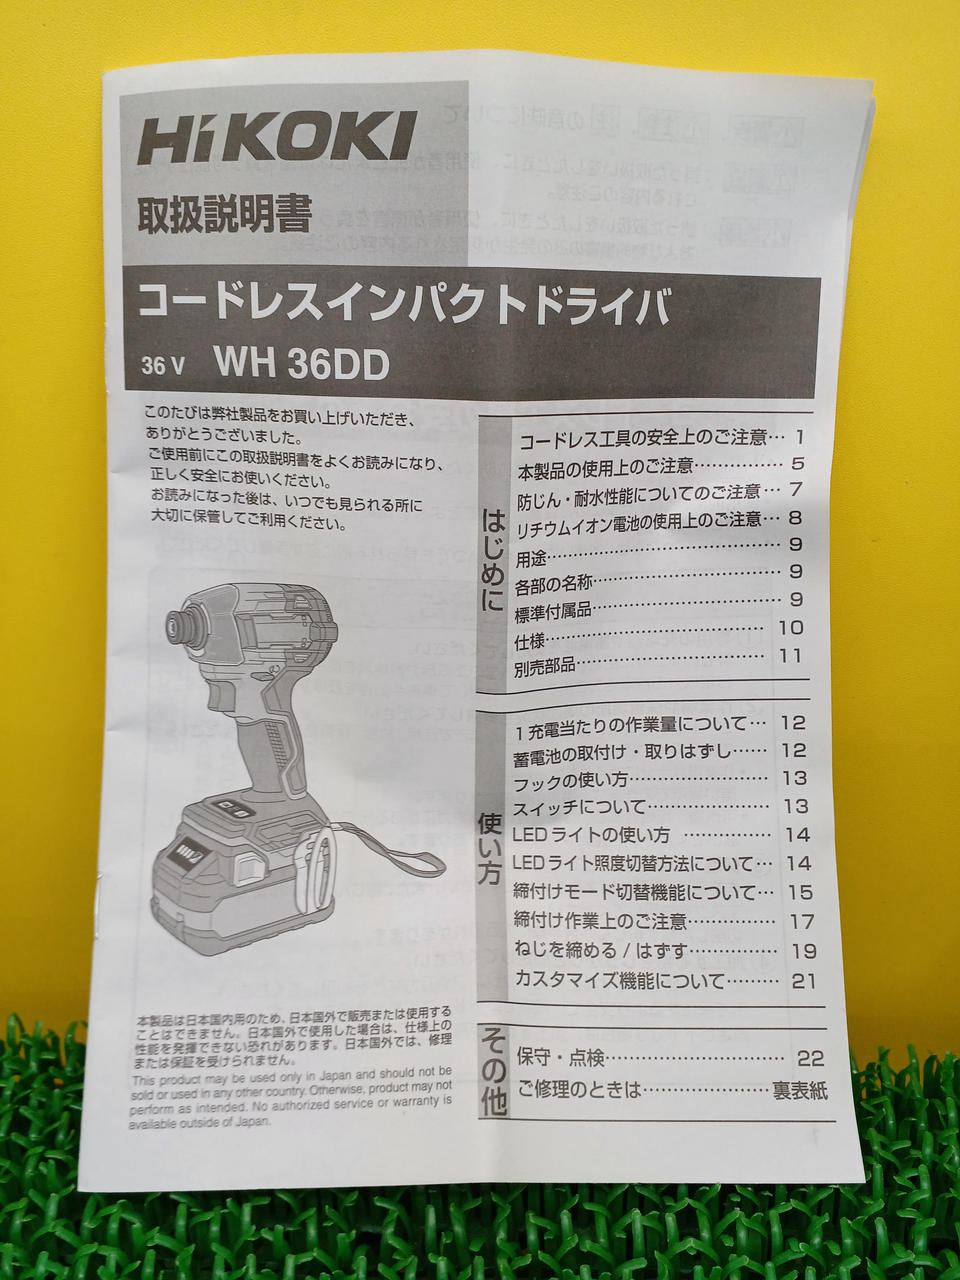 HiKOKI
取扱説明書
コードレスインパクトドライバ
36 V WH 36DD
このたびは弊社製品をお買い上げいただき、
ありがとうございました。
ご使用前にこの取扱説明書をよくお読みになり、
正しく安全にお使いください。
お読みになった後は、いつでも見られる所に
大切に保管してご利用ください。
本製品は日本国内用のため、日本国外で販売または使用する
ことはできません。日本国外で使用した場合は、仕様上の
性能を発揮できない恐れがあります。日本国外では、修理
または保証を受けられません。
This product may be used only in Japan and should not be
sold or used in any other country. Otherwise, product may not
perform as intended. No authorized service or warranty is
available outside of Japan.
はじめに
コードレス工具の安全上のご注意… 1
本製品の使用上のご注意…………… 5
防じん・耐水性能についてのご注意… 7
リチウムイオン電池の使用上のご注意… 8
用途…………………………………… 9
各部の名称…………………………… 9
標準付属品…………………………… 9
仕様…………………………………… 10
別売部品……………………………… 11
使い方
1充電当たりの作業量について… 12
蓄電池の取付け・取りはずし…… 12
フックの使い方…………………… 13
スイッチについて………………… 13
LEDライトの使い方 …………… 14
LEDライト照度切替方法について… 14
締付けモード切替機能について… 15
締付け作業上のご注意…………… 17
ねじを締める / はずす…………… 19
カスタマイズ機能について……… 21
その他
保守・点検………………………… 22
ご修理のときは………………… 裏表紙